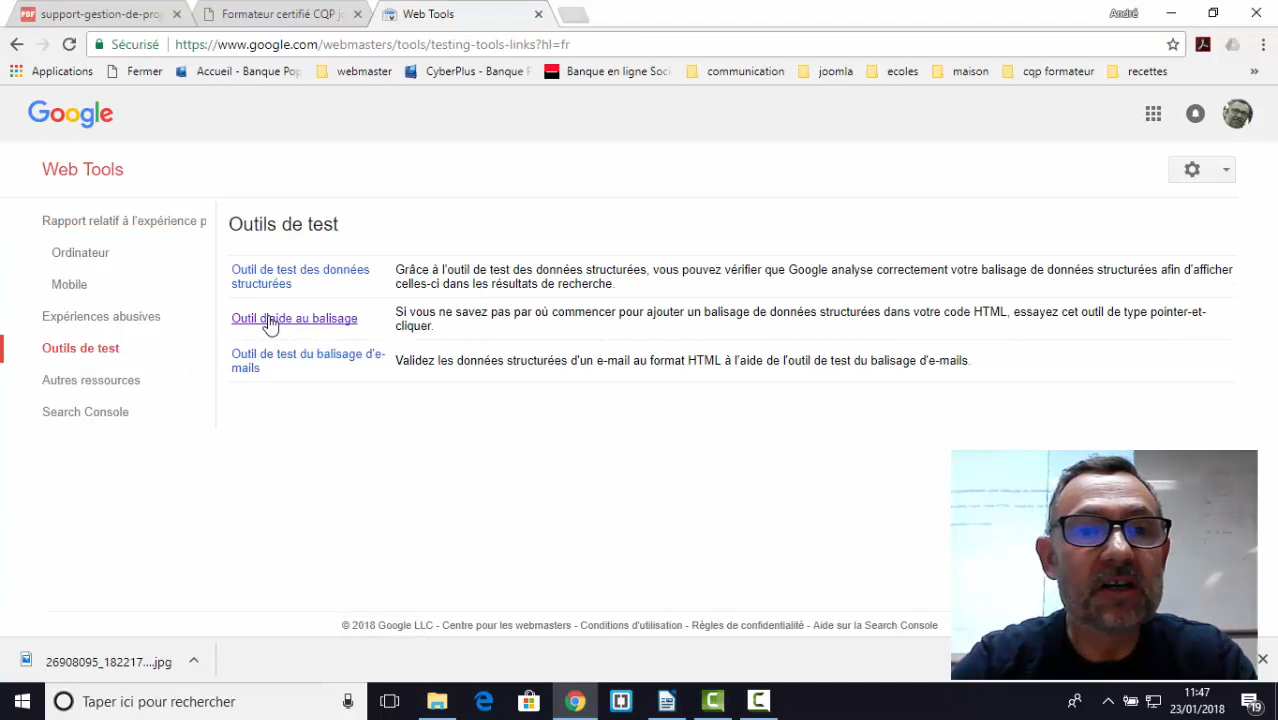 support-gestion-de-pro
Formateur certifié CQP jo
Web Tools
André
Sécurisé
https://www.google.com/webmasters/tools/testing-tools-links?hl=fr
Applications
Fermer
Accueil - Banque Pop
webmaster
CyberPlus - Banque P
Banque en ligne Soci
communication
joomla
ecoles
maison
cqp formateur
recettes
»
Google
Web Tools
Rapport relatif à l'expérience p
Ordinateur
Mobile
Expériences abusives
Outils de test
Autres ressources
Search Console
Outils de test
Outil de test des données
structurées
Grâce à l'outil de test des données structurées, vous pouvez vérifier que Google analyse correctement votre balisage de données structurées afin d'afficher
celles-ci dans les résultats de recherche.
Outil d'aide au balisage
Si vous ne savez pas par où commencer pour ajouter un balisage de données structurées dans votre code HTML, essayez cet outil de type pointer-et-
cliquer.
Outil de test du balisage d'e-
mails
Validez les données structurées d'un e-mail au format HTML à l'aide de l'outil de test du balisage d'e-mails.
© 2018 Google LLC - Centre pour les webmasters - Conditions d'utilisation - Règles de confidentialité - Aide sur la Search Console
26908095_182217....jpg
Taper ici pour rechercher
11:47
23/01/2018
19